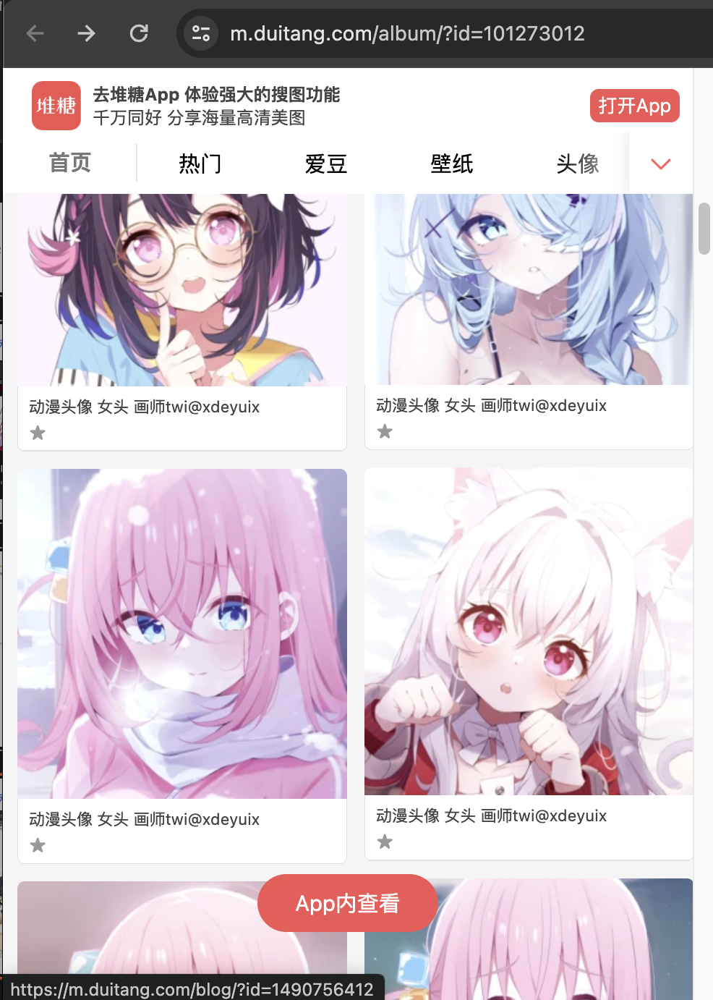 m.duitang.com/album/?id=101273012
堆糖
去堆糖App 体验强大的搜图功能
千万同好 分享海量高清美图
打开App
首页
热门
爱豆
壁纸
头像
动漫头像 女头 画师twi@xdeyuix
动漫头像 女头 画师twi@xdeyuix
动漫头像 女头 画师twi@xdeyuix
动漫头像 女头 画师twi@xdeyuix
App内查看
https://m.duitang.com/blog/?id=1490756412